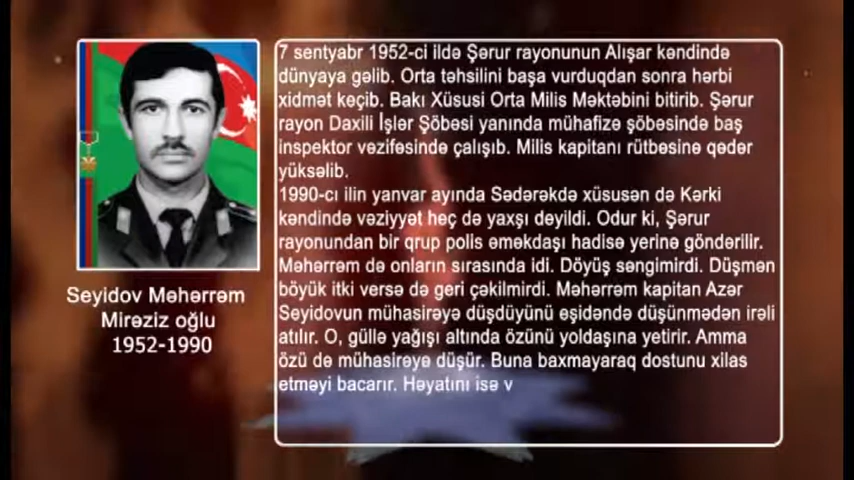 7 sentyabr 1952-ci ildə Şərur rayonunun Alışar kəndində
dünyaya gəlib. Orta təhsilini başa vurduqdan sonra hərbi
xidmət keçib. Bakı Xüsusi Orta Milis Məktəbini bitirib. Şərur
rayon Daxili İşlər Şöbəsi yanında mühafizə şöbəsində baş
inspektor vəzifəsində çalışıb. Milis kapitanı rütbəsinə qədər
yüksəlib.
1990-cı ilin yanvar ayında Sədərəkdə xüsusən də Kərki
kəndində vəziyyət heç də yaxşı deyildi. Odur ki, Şərur
rayonundan bir qrup polis əməkdaşı hadisə yerinə göndərilir.
Məhərrəm də onların sırasında idi. Döyüş səngimirdi. Düşmən
böyük itki versə də geri çəkilmirdi. Məhərrəm kapitan Azər
Seyidovun mühasirəyə düşdüyünü eşidəndə düşünmədən irəli
atılır. O, güllə yağışı altında özünü yoldaşına yetirir. Amma
özü də mühasirəyə düşür. Buna baxmayaraq dostunu xilas
etməyi bacarır. Həyatını isə v
Seyidov Məhərrəm
Mirəziz oğlu
1952-1990